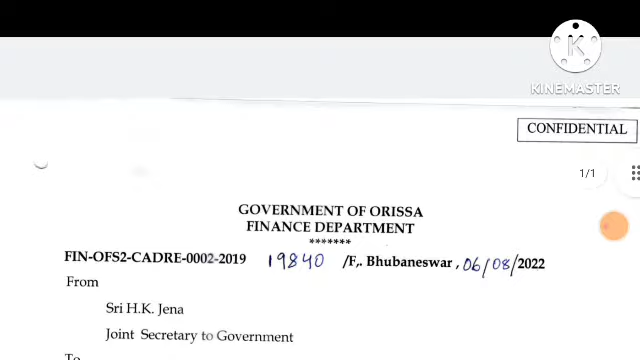 K
KINEMASTER
CONFIDENTIAL
1/1
GOVERNMENT OF ORISSA
FINANCE DEPARTMENT
*******
FIN-OFS2-CADRE-0002-2019 19840 /F,. Bhubaneswar, 06/08/2022
From
Sri H.K. Jena
Joint Secretary to Government
To